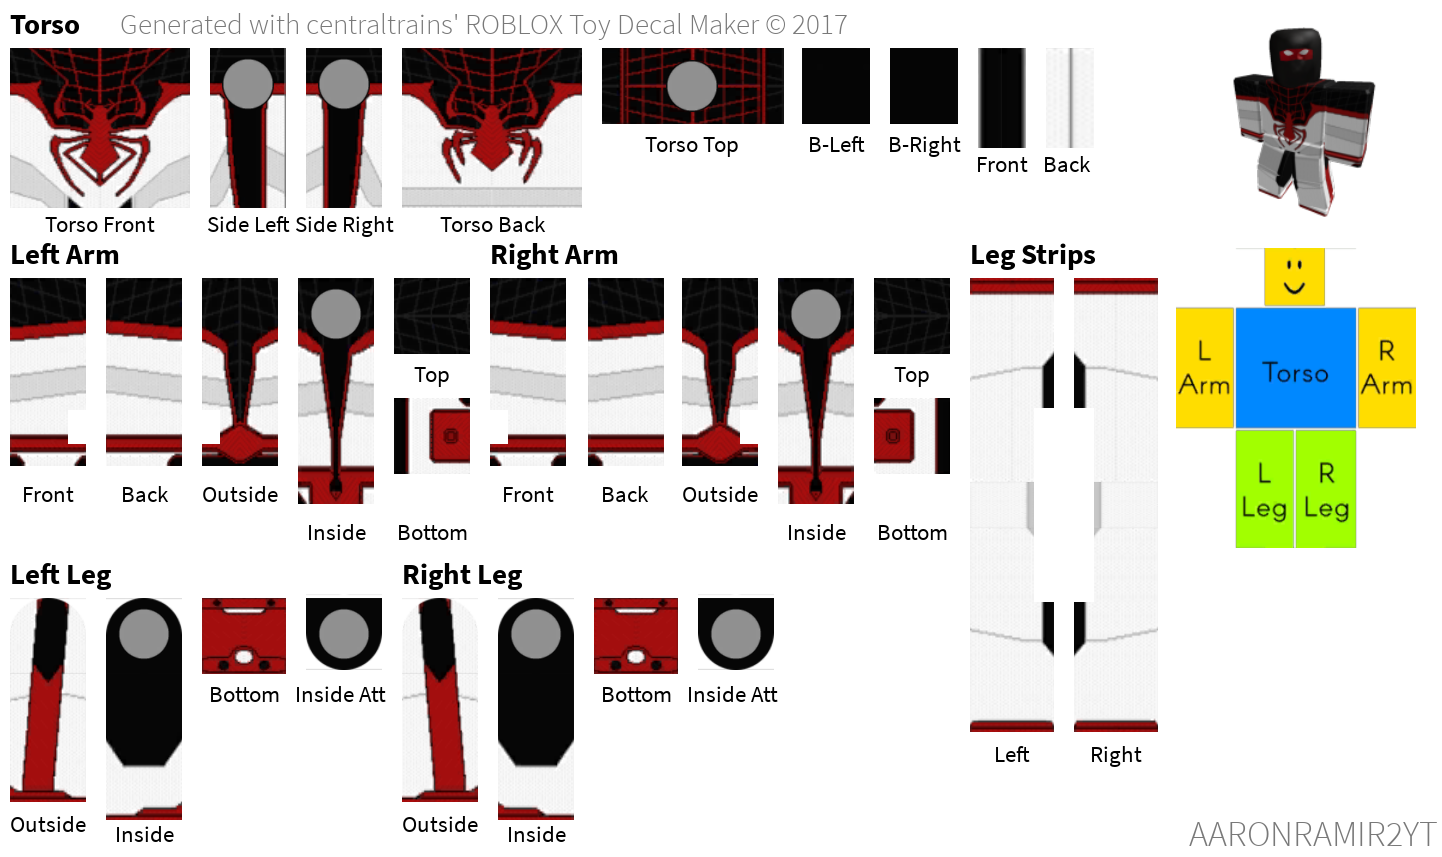 Torso Generated with centraltrains' ROBLOX Toy Decal Maker © 2017
Torso Top B-Left B-Right
Front Back
Torso Front Side Left Side Right Torso Back
Left Arm Right Arm Leg Strips
L Arm Torso R Arm
Top Top
L Leg R Leg
Front Back Outside Front Back Outside
Inside Bottom Inside Bottom
Left Leg Right Leg
Bottom Inside Att Bottom Inside Att
Left Right
Outside Inside Outside Inside
AARONRAMIR2YT